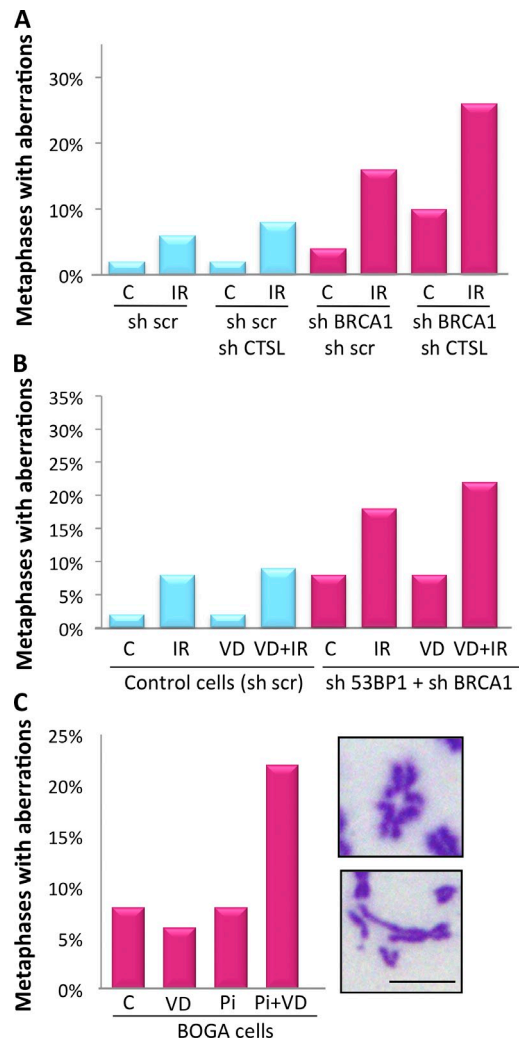 A
Metaphases with aberrations
30%
20%
10%
0%
C IR C IR C IR C IR
sh scr sh scr sh BRCA1 sh BRCA1
sh CTSL sh scr sh CTSL
B
Metaphases with aberrations
35%
30%
25%
20%
15%
10%
5%
0%
C IR VD VD+IR C IR VD VD+IR
Control cells (sh scr) sh 53BP1 + sh BRCA1
C
Metaphases with aberrations
25%
20%
15%
10%
5%
0%
C VD Pi Pi+VD
BOGA cells